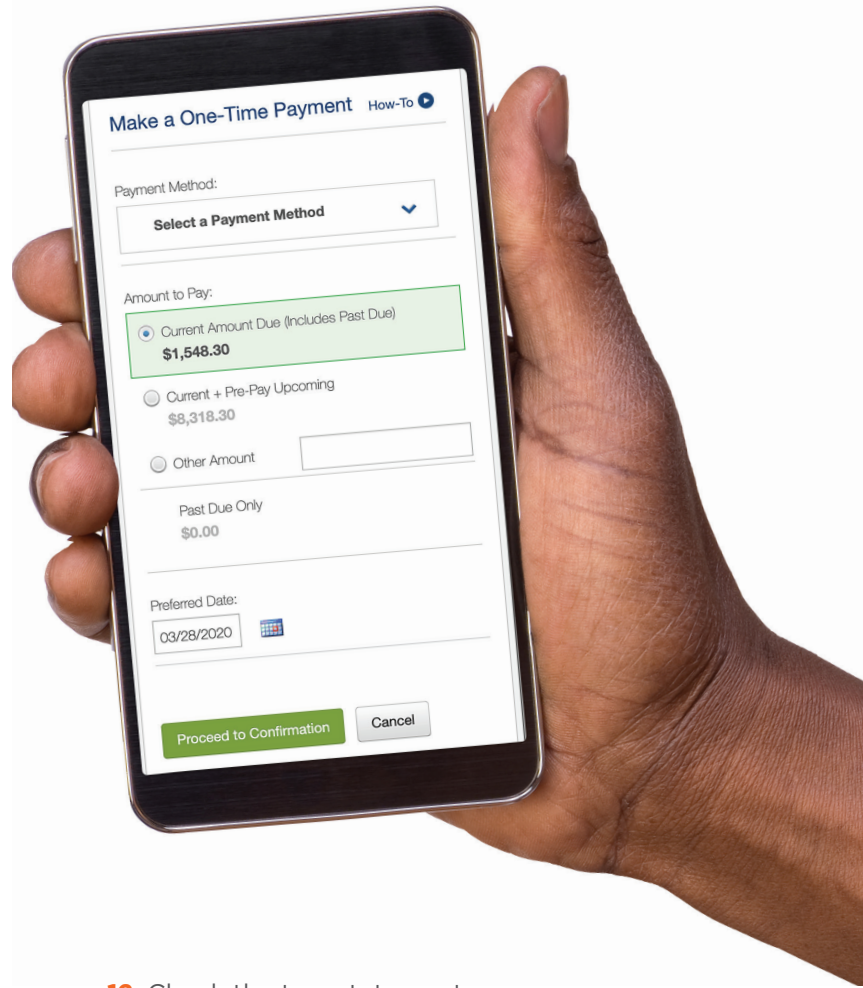 Make a One-Time Payment How-To
Payment Method:
Select a Payment Method
Amount to Pay:
Current Amount Due (Includes Past Due)
$1,548.30
Current + Pre-Pay Upcoming
$8,318.30
Other Amount
Past Due Only
$0.00
Preferred Date:
03/28/2020
Proceed to Confirmation Cancel